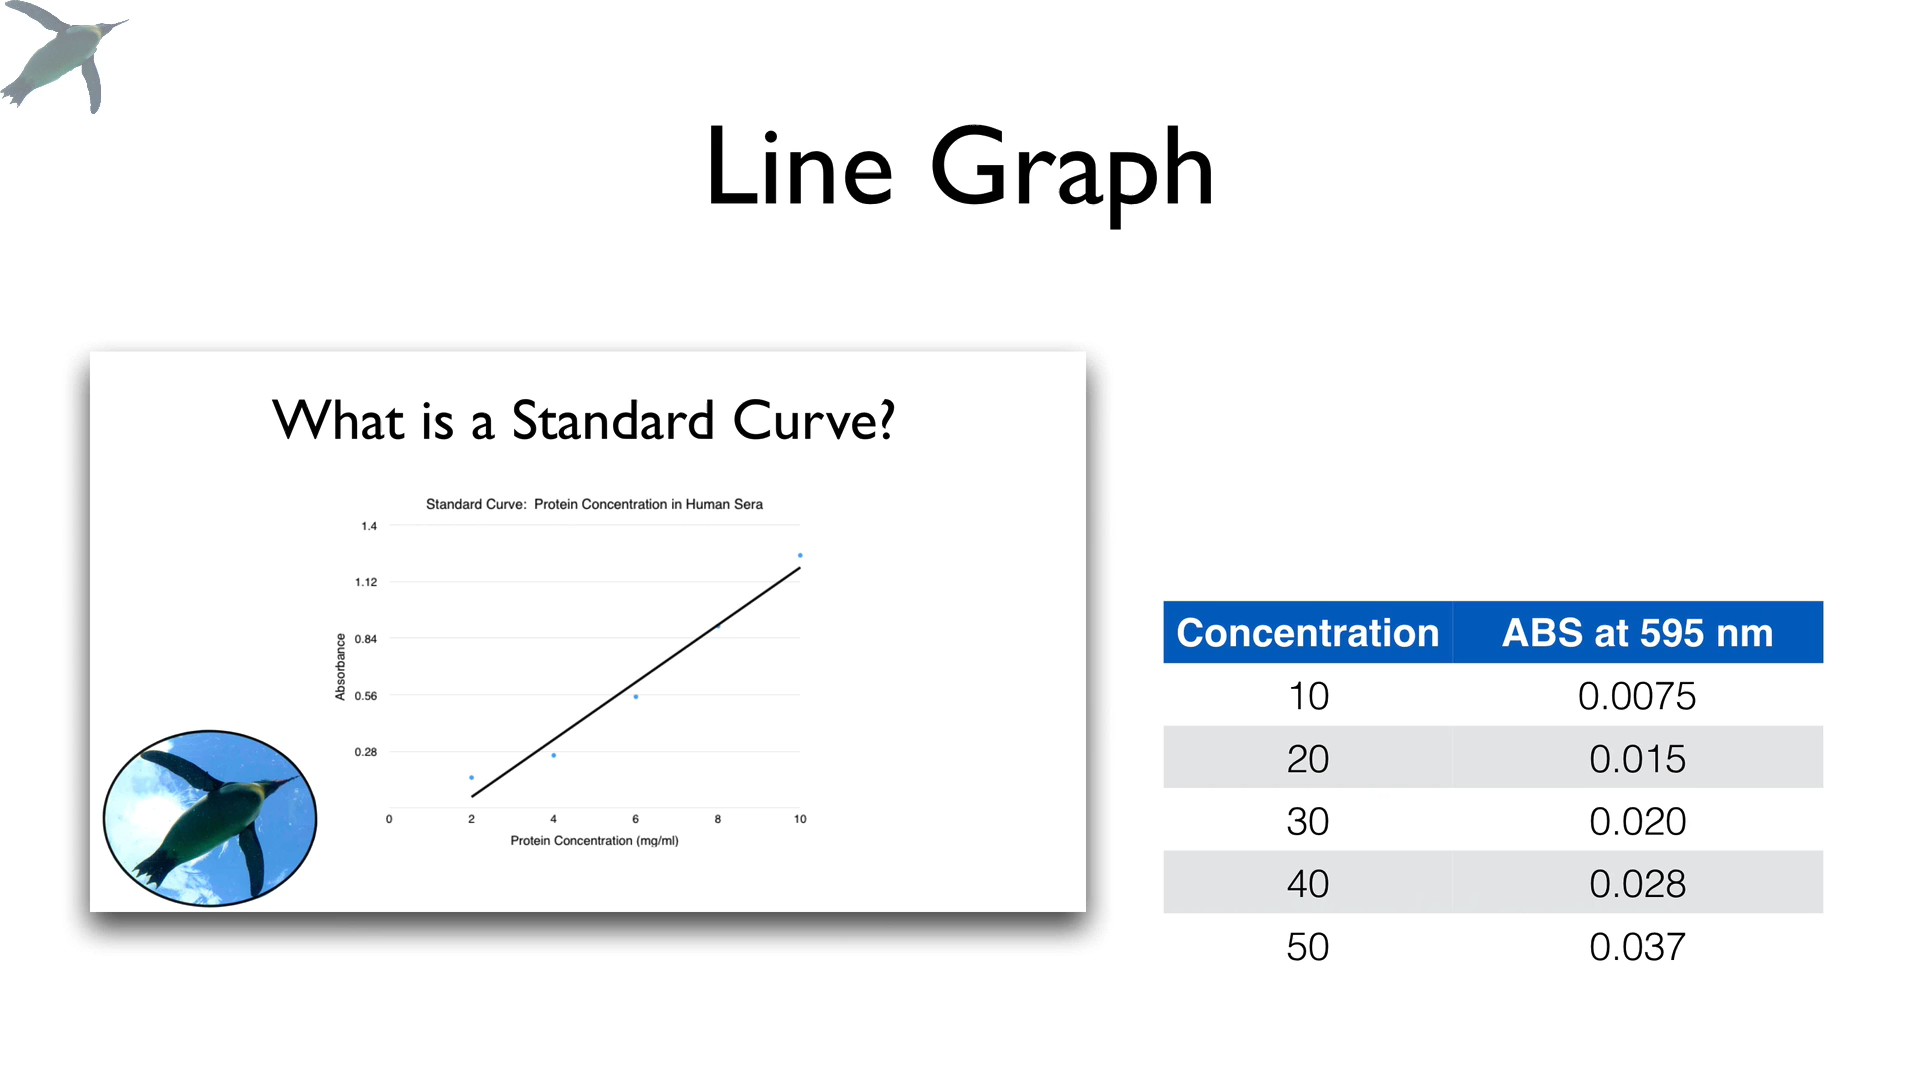 Line Graph
What is a Standard Curve?
Standard Curve:  Protein Concentration in Human Sera
1.4
1.12
0.84
0.56
0.28
Absorbance
0 2 4 6 8 10
Protein Concentration (mg/ml)
Concentration ABS at 595 nm
10 0.0075
20 0.015
30 0.020
40 0.028
50 0.037